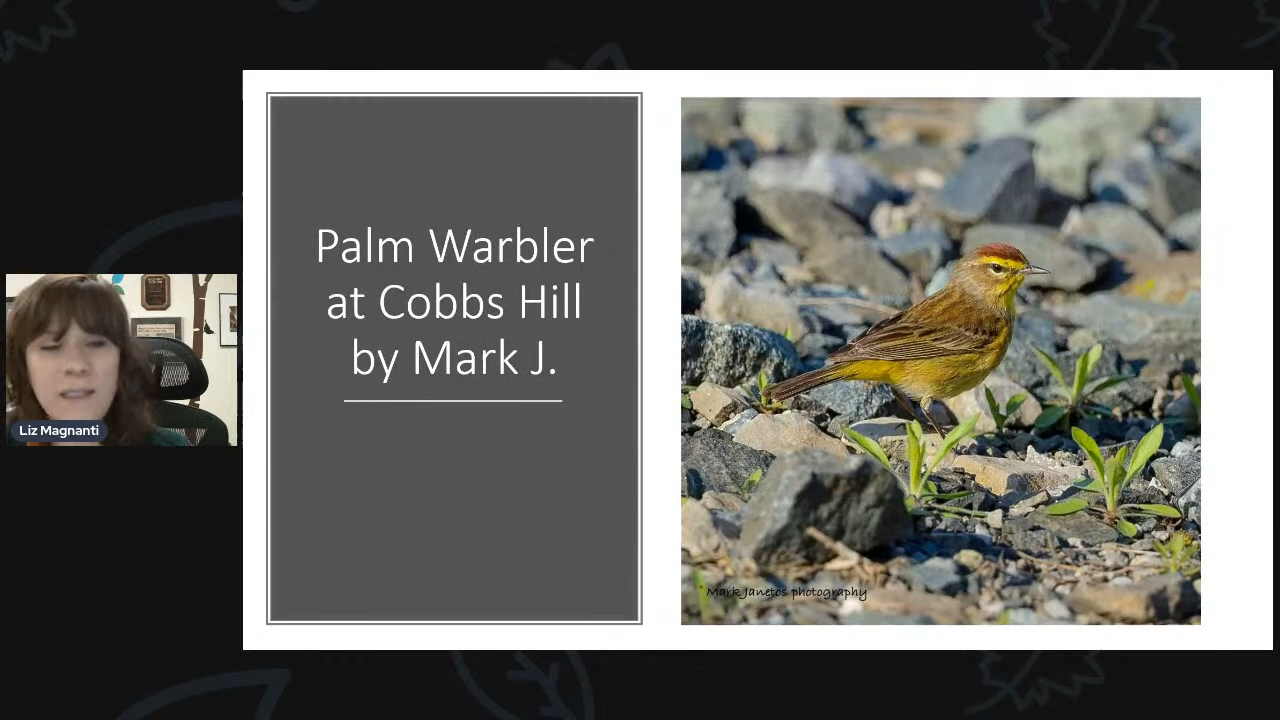 Palm Warbler
at Cobbs Hill
by Mark J.
Liz Magnanti
Mark Janetos photography